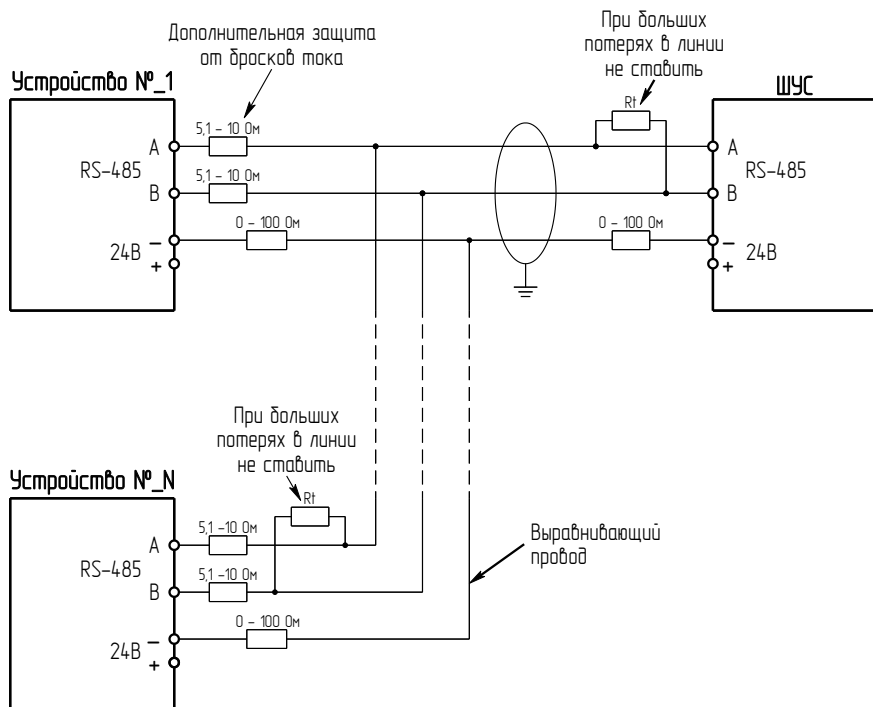 Дополнительная защита
от бросков тока
При больших
потерях в линии
не ставить
Устройство №_1
ШУС
Rt
5,1 – 10 Ом
A
A
RS–485
RS–485
5,1 – 10 Ом
B
B
0 – 100 Ом
0 – 100 Ом
–
–
24В
24В
+
+
При больших
потерях в линии
не ставить
Устройство №_N
Rt
5,1 –10 Ом
A
RS–485
5,1 –10 Ом
B
Выравнивающий
провод
0 – 100 Ом
–
24В
+